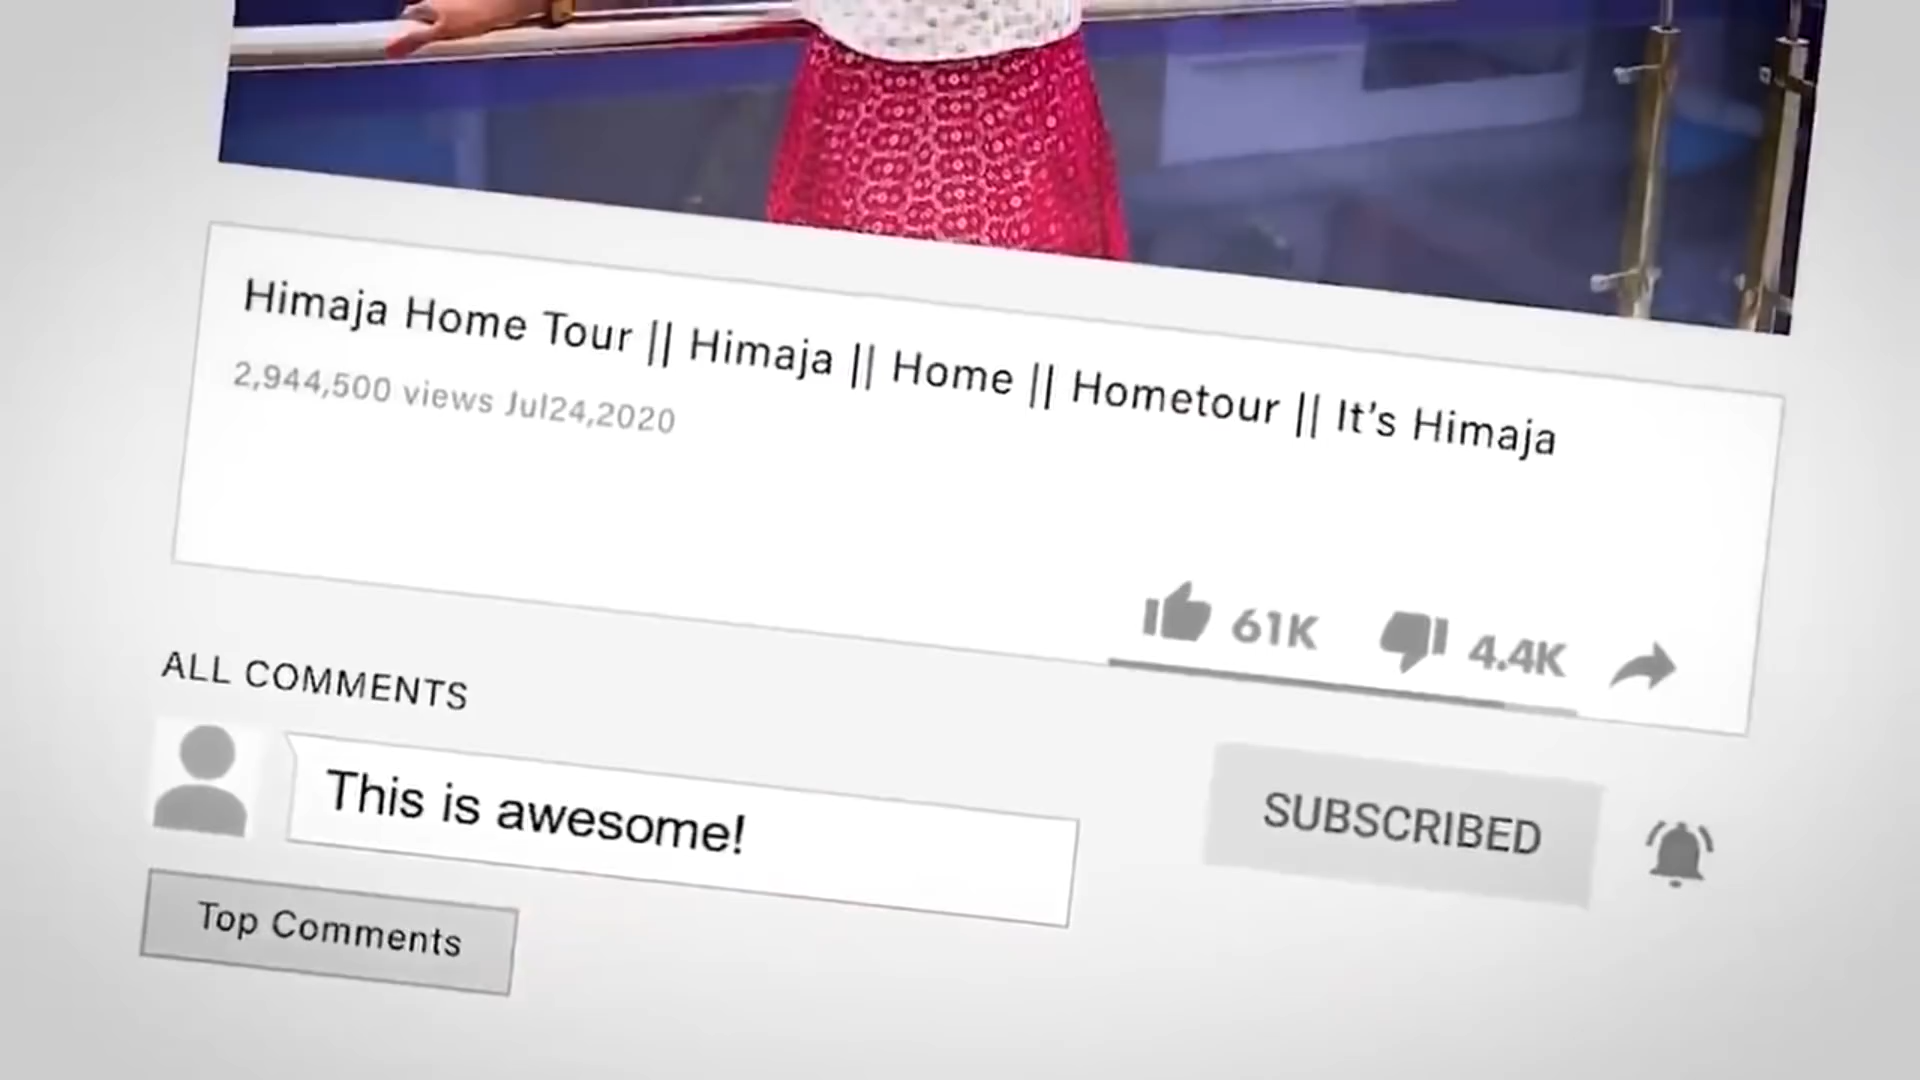 Himaja Home Tour || Himaja || Home || Hometour || It's Himaja
2,944,500 views Jul24,2020
61K 4.4K
ALL COMMENTS
This is awesome!
SUBSCRIBED
Top Comments